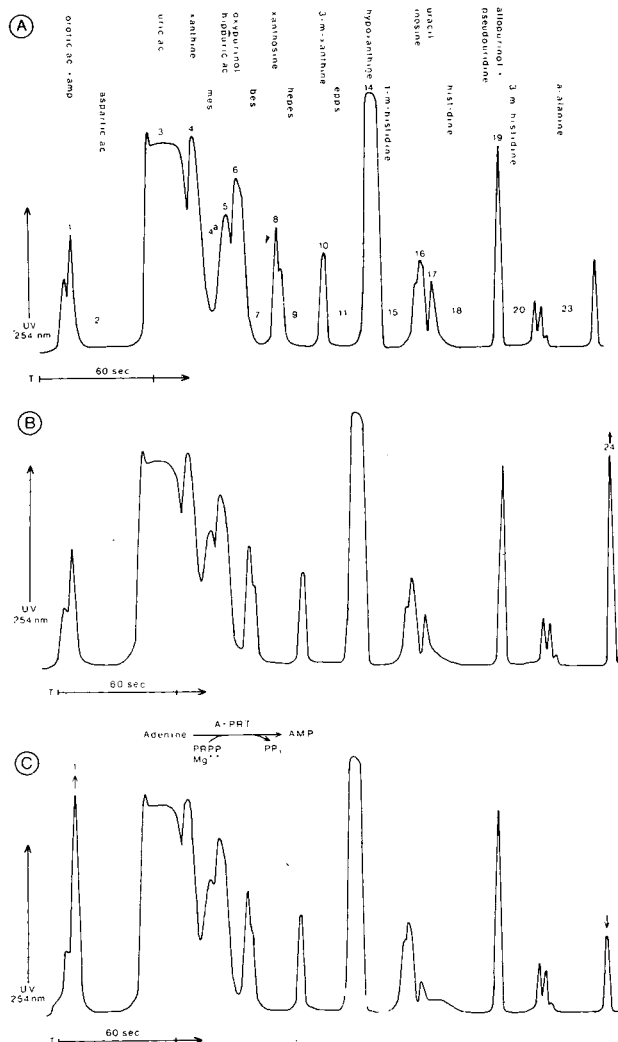 A
orotic ac + amp
aspartic ac
uric ac
xanthine
mes
hippuric ac
oxypurinol
bes
xanthosine
hepes
3-m-xanthine
epps
hypoxanthine
1-m-histidine
inosine
uracil
histidine
pseudouridine
allopurinol +
3-m-histidine
a-alanine
1
2
3
4
4a
5
6
7
8
9
10
11
14
15
16
17
18
19
20
23
UV
254 nm
T
60 sec
B
24
UV
254 nm
T
60 sec
A-PRT
Adenine
AMP
PRPP
Mg++
PPi
C
1
UV
254 nm
T
60 sec